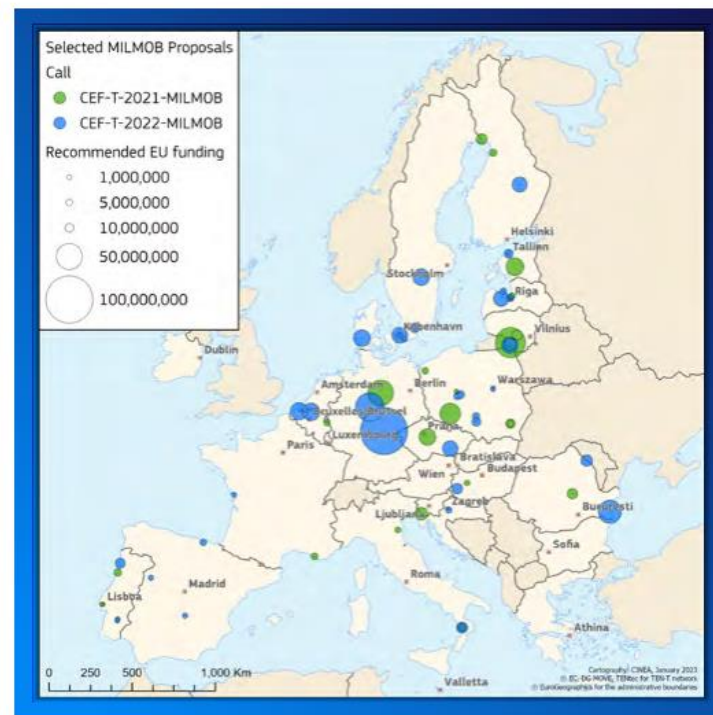 Selected MILMOB Proposals
Call
CEF-T-2021-MILMOB
CEF-T-2022-MILMOB
Recommended EU funding
1,000,000
5,000,000
10,000,000
50,000,000
100,000,000
Helsinki
Tallinn
Stockholm
Riga
København
Vilnius
Dublin
Amsterdam
Berlin
Warszawa
Bruxelles/Brussel
Luxembourg
Praha
Paris
Bratislava
Wien
Budapest
Ljubljana
Zagreb
București
Sofia
Roma
Madrid
Lisboa
Athina
Valletta
0 250 500 1,000 Km
Cartography: CINEA, January 2023
© EC, DG MOVE, TENtec for TEN-T network
© EuroGeographics for the administrative boundaries